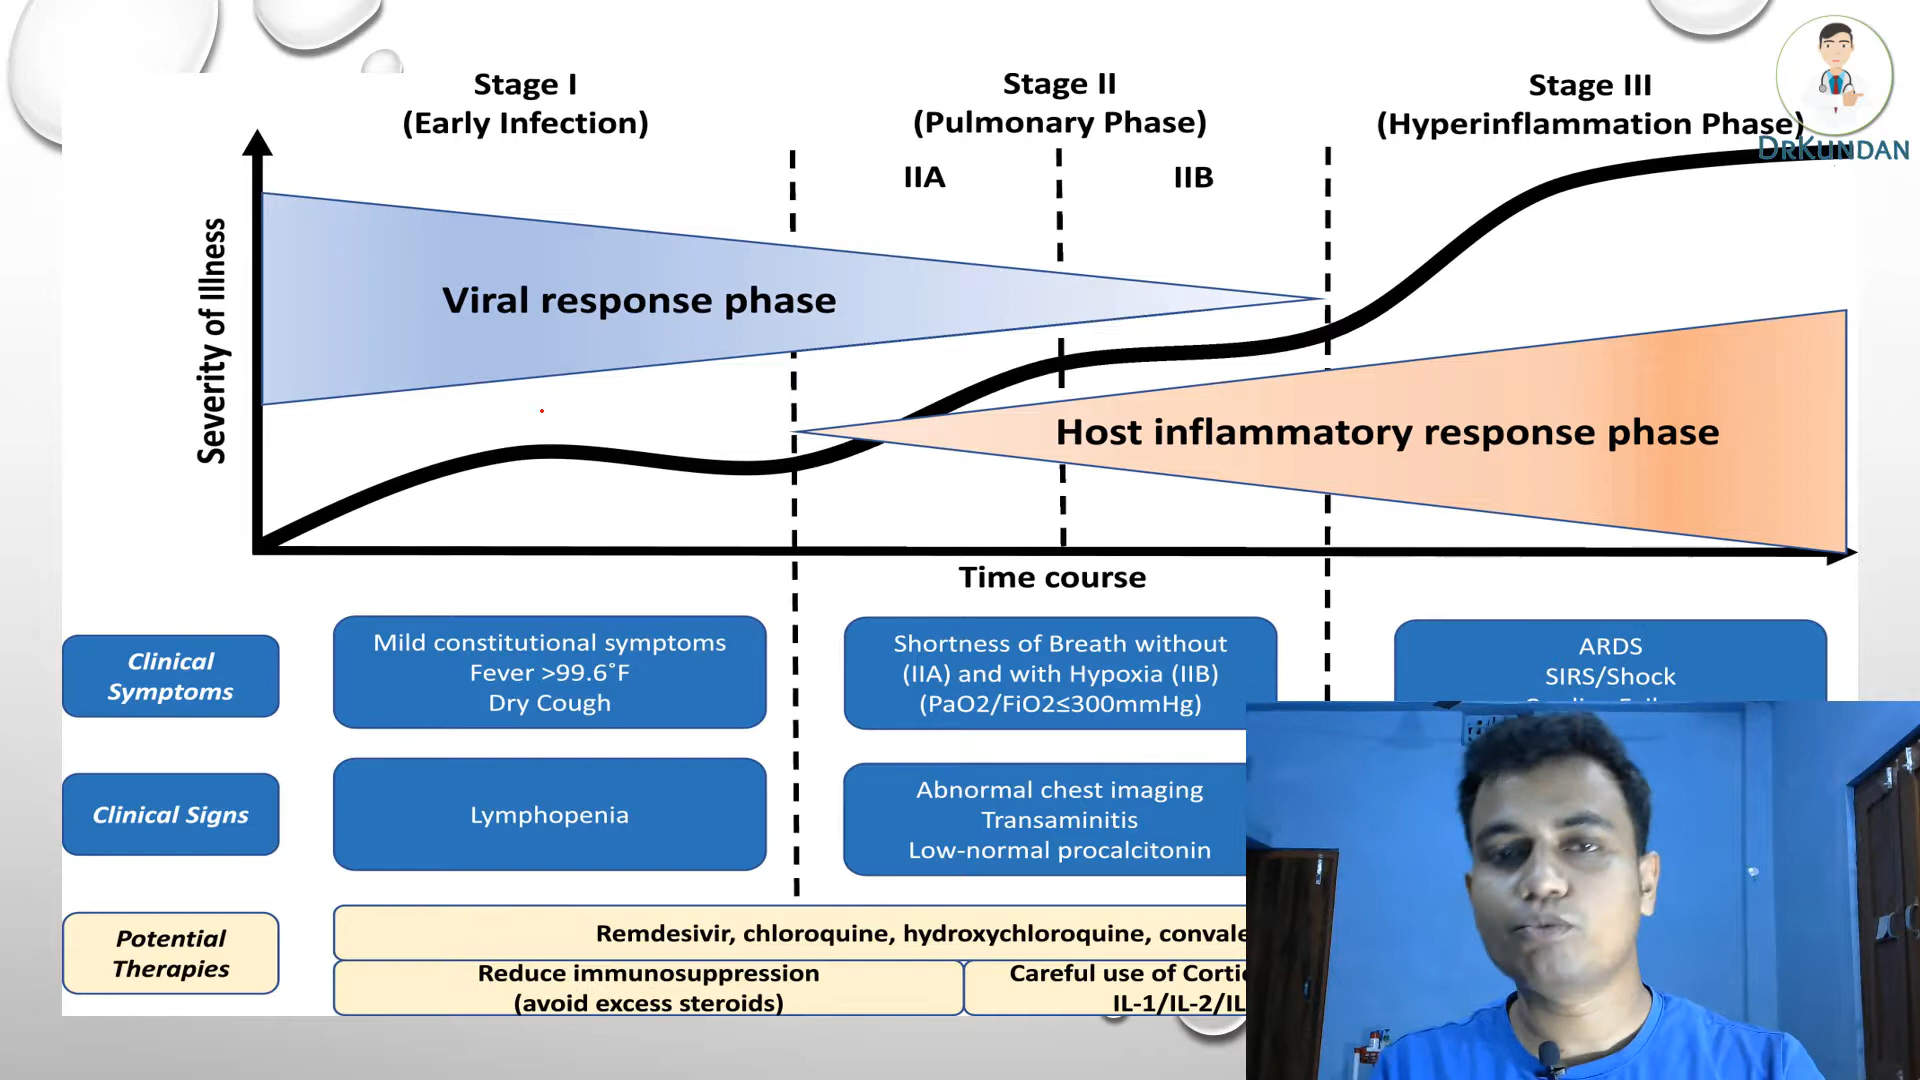 Stage I
(Early Infection)
Stage II
(Pulmonary Phase)
Stage III
(Hyperinflammation Phase)
DRKUNDAN
IIA
IIB
Severity of Illness
Viral response phase
Host inflammatory response phase
Time course
Clinical
Symptoms
Mild constitutional symptoms
Fever >99.6˚F
Dry Cough
Shortness of Breath without
(IIA) and with Hypoxia (IIB)
(PaO2/FiO2≤300mmHg)
ARDS
SIRS/Shock
Clinical Signs
Lymphopenia
Abnormal chest imaging
Transaminitis
Low-normal procalcitonin
Potential
Therapies
Remdesivir, chloroquine, hydroxychloroquine, convale
Reduce immunosuppression
(avoid excess steroids)
Careful use of Cortic
IL-1/IL-2/IL